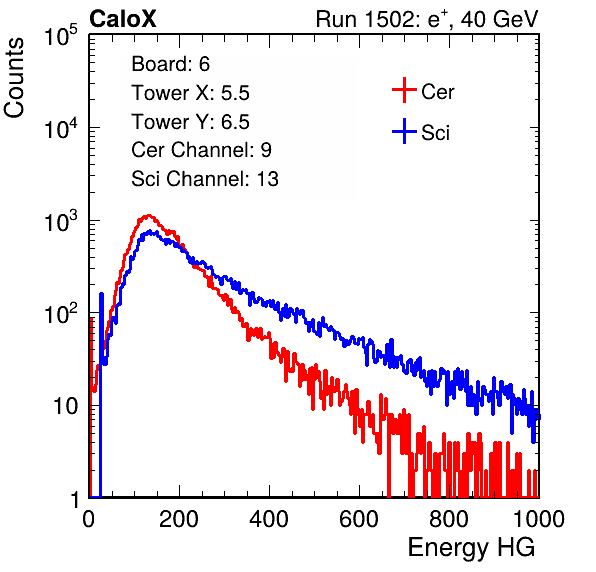 CaloX Run 1502: e⁺, 40 GeV
Counts
10⁵
10⁴
10³
10²
10
1
Board: 6
Tower X: 5.5
Tower Y: 6.5
Cer Channel: 9
Sci Channel: 13
Cer
Sci
0 200 400 600 800 1000
Energy HG